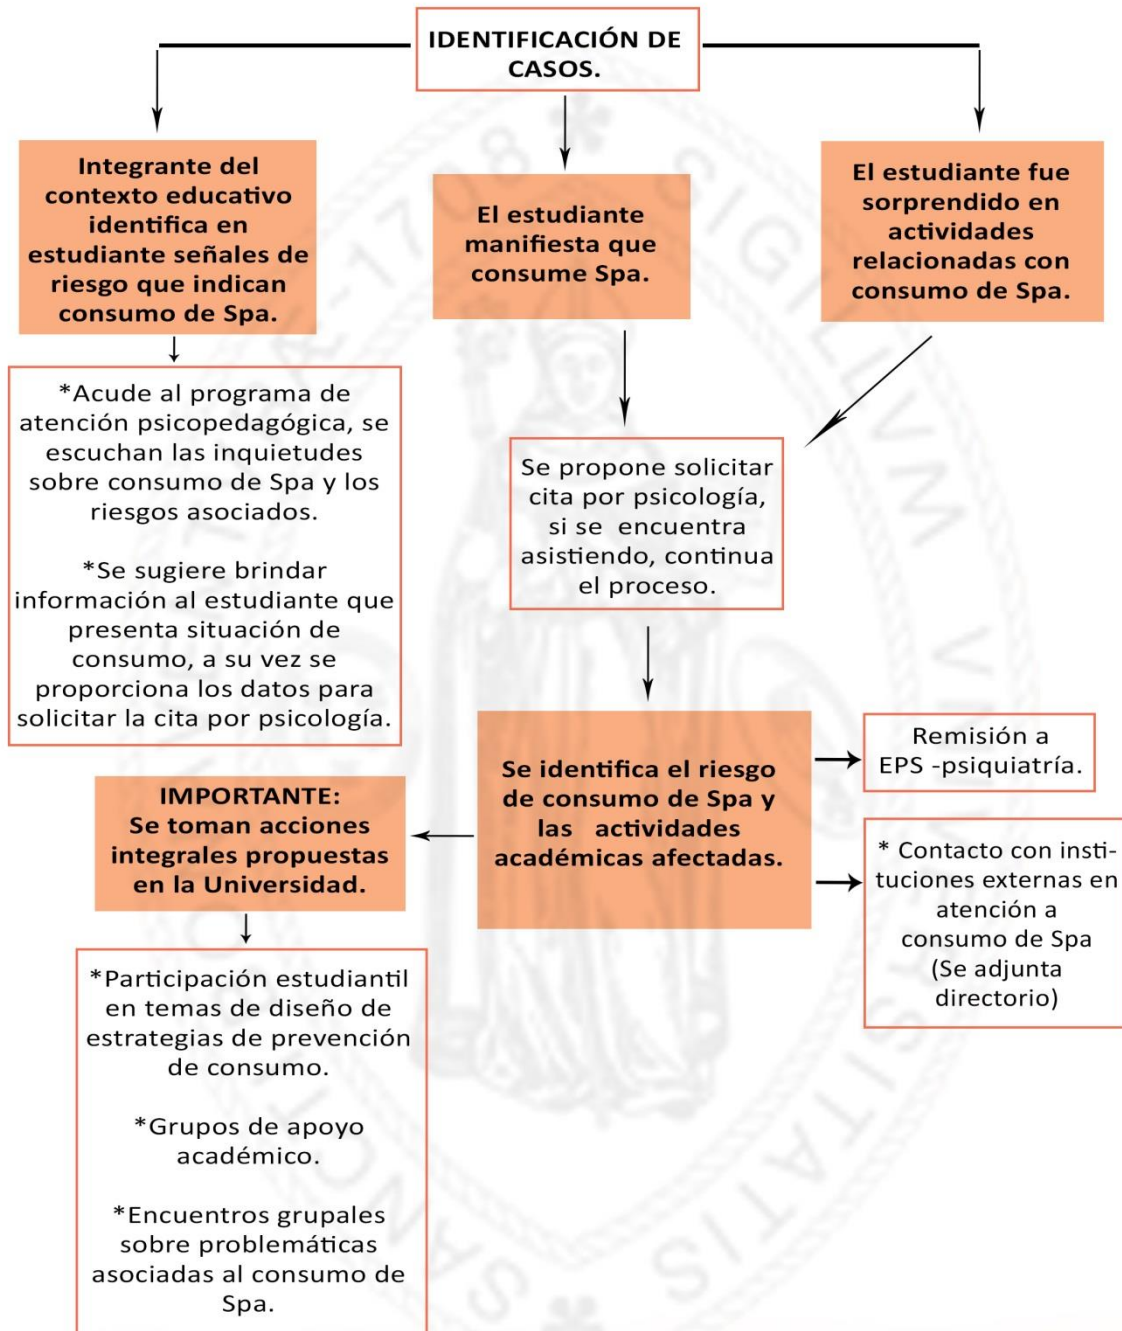 IDENTIFICACIÓN DE
CASOS.
Integrante del
contexto educativo
identifica en
estudiante señales de
riesgo que indican
consumo de Spa.
El estudiante
manifiesta que
consume Spa.
El estudiante fue
sorprendido en
actividades
relacionadas con
consumo de Spa.
*Acude al programa de
atención psicopedagógica, se
escuchan las inquietudes
sobre consumo de Spa y los
riesgos asociados.
*Se sugiere brindar
información al estudiante que
presenta situación de
consumo, a su vez se
proporciona los datos para
solicitar la cita por psicología.
Se propone solicitar
cita por psicología,
si se encuentra
asistiendo, continua
el proceso.
Se identifica el riesgo
de consumo de Spa y
las actividades
académicas afectadas.
Remisión a
EPS -psiquiatría.
* Contacto con insti-
tuciones externas en
atención a
consumo de Spa
(Se adjunta
directorio)
IMPORTANTE:
Se toman acciones
integrales propuestas
en la Universidad.
*Participación estudiantil
en temas de diseño de
estrategias de prevención
de consumo.
*Grupos de apoyo
académico.
*Encuentros grupales
sobre problemáticas
asociadas al consumo de
Spa.
SIGILLVM VNIVERSITATIS